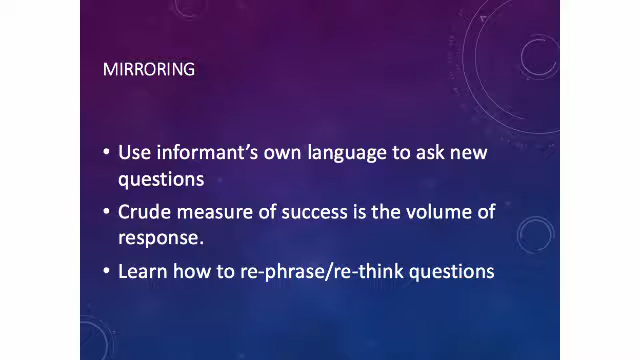 MIRRORING
• Use informant’s own language to ask new
questions
• Crude measure of success is the volume of
response.
• Learn how to re-phrase/re-think questions